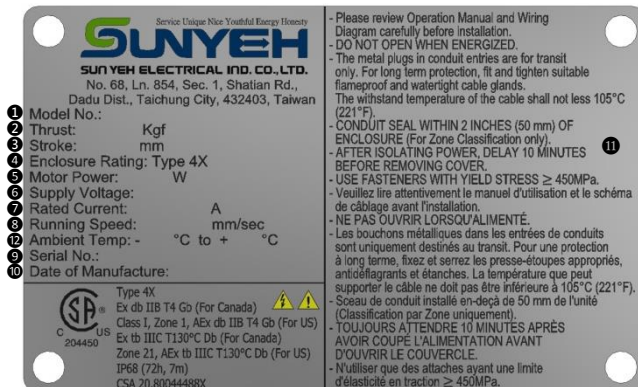 Service Unique Nice Youthful Energy Honesty
SUNYEH
SUN YEH ELECTRICAL IND. CO., LTD.
No. 68, Ln. 854, Sec. 1, Shatian Rd.,
Dadu Dist., Taichung City, 432403, Taiwan
❶ Model No.:
❷ Thrust: Kgf
❸ Stroke: mm
❹ Enclosure Rating: Type 4X
❺ Motor Power: W
❻ Supply Voltage:
❼ Rated Current: A
❽ Running Speed: mm/sec
⓬ Ambient Temp: - °C to + °C
❾ Serial No.:
❿ Date of Manufacture:
SA ®
C US
204450
Type 4X
Ex db IIB T4 Gb (For Canada)
Class I, Zone 1, AEx db IIB T4 Gb (For US)
Ex tb IIIC T130°C Db (For Canada)
Zone 21, AEx tb IIIC T130°C Db (For US)
IP68 (72h, 7m)
CSA 20.80044488X
- Please review Operation Manual and Wiring
Diagram carefully before installation.
- DO NOT OPEN WHEN ENERGIZED.
- The metal plugs in conduit entries are for transit
only. For long term protection, fit and tighten suitable
flameproof and watertight cable glands.
The withstand temperature of the cable shall not less 105°C
(221°F).
- CONDUIT SEAL WITHIN 2 INCHES (50 mm) OF
ENCLOSURE (For Zone Classification only).
⓫
- AFTER ISOLATING POWER, DELAY 10 MINUTES
BEFORE REMOVING COVER.
- USE FASTENERS WITH YIELD STRESS ≥ 450MPa.
- Veuillez lire attentivement le manuel d'utilisation et le schéma
de câblage avant l'installation.
- NE PAS OUVRIR LORSQU'ALIMENTÉ.
- Les bouchons métalliques dans les entrées de conduits
sont uniquement destinés au transit. Pour une protection
à long terme, fixez et serrez les presse-étoupes appropriés,
antidéflagrants et étanches. La température que peut
supporter le câble ne doit pas être inférieure à 105°C (221°F).
- Sceau de conduit installé en-deçà de 50 mm de l'unité
(Classification par Zone uniquement).
- TOUJOURS ATTENDRE 10 MINUTES APRÈS
AVOIR COUPÉ L'ALIMENTATION AVANT
D'OUVRIR LE COUVERCLE.
- N'utiliser que des attaches ayant une limite
d'élasticité en traction ≥ 450MPa.